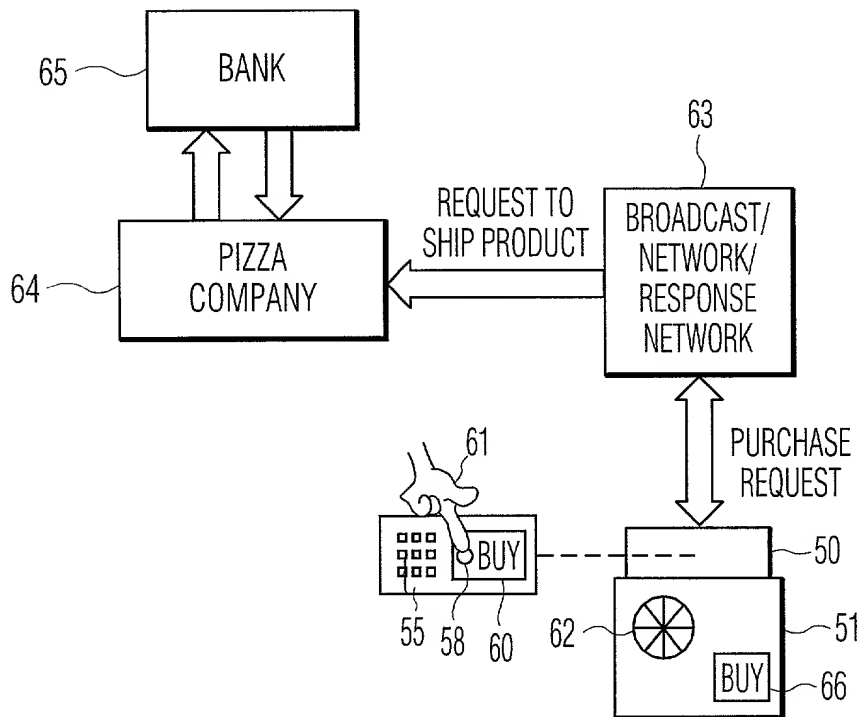 65
BANK
63
REQUEST TO
SHIP PRODUCT
BROADCAST/
NETWORK/
RESPONSE
NETWORK
64
PIZZA
COMPANY
61
PURCHASE
REQUEST
BUY
50
55
58
60
62
51
BUY
66